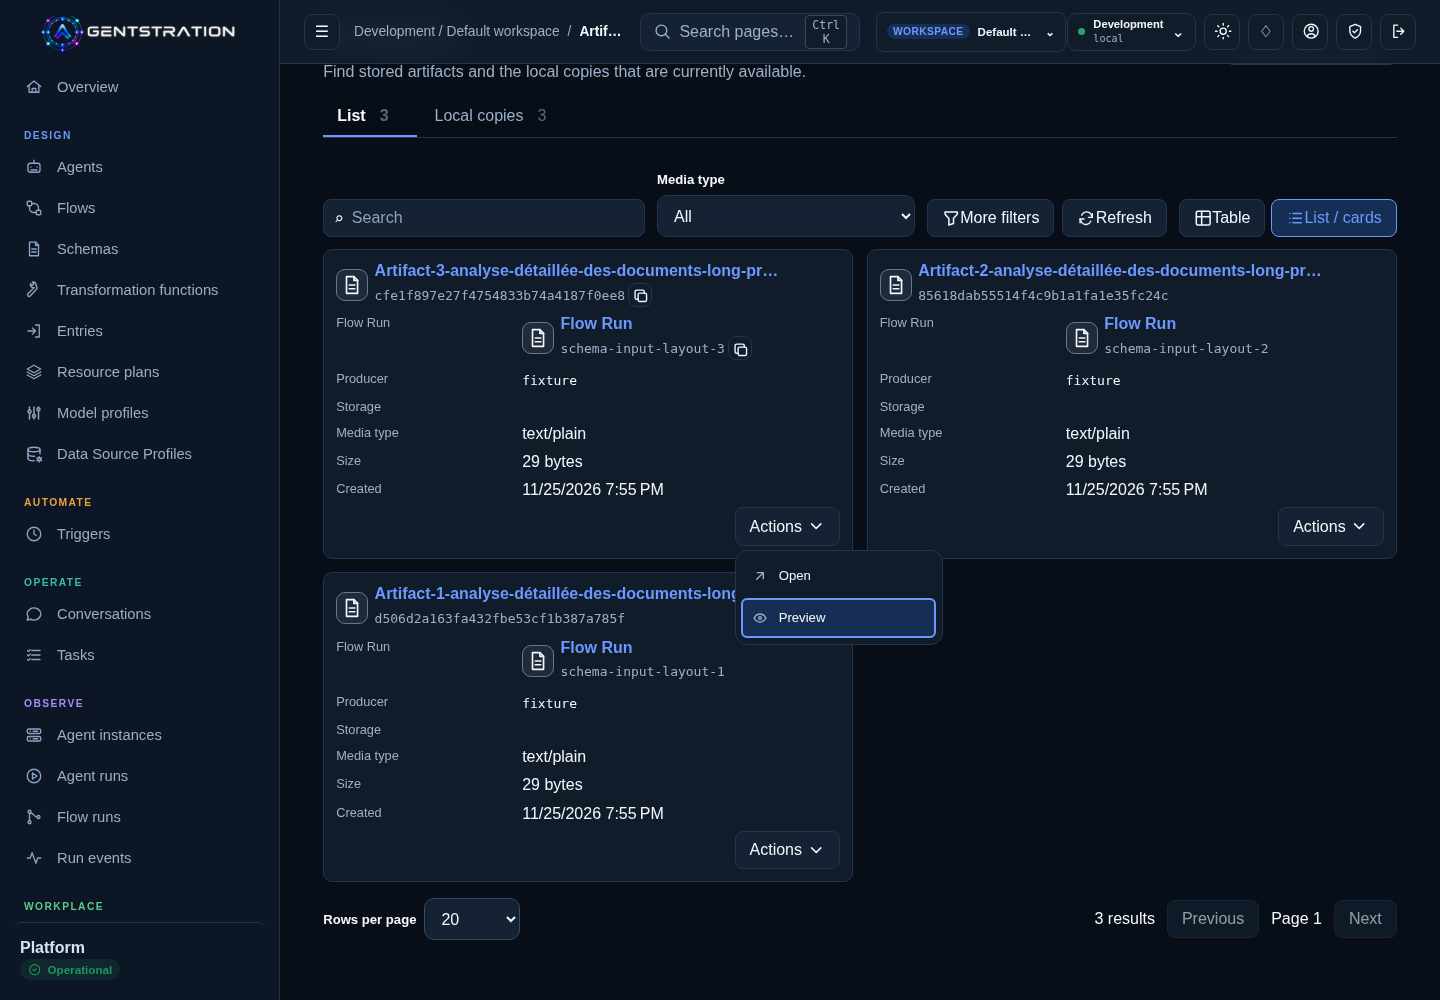 GENTSTRATION
☰
Development / Default workspace / Artif…
Search pages…
Ctrl
K
WORKSPACE
Default …
Development
local
Overview
DESIGN
Agents
Flows
Schemas
Transformation functions
Entries
Resource plans
Model profiles
Data Source Profiles
AUTOMATE
Triggers
OPERATE
Conversations
Tasks
OBSERVE
Agent instances
Agent runs
Flow runs
Run events
WORKPLACE
Platform
Operational
Find stored artifacts and the local copies that are currently available.
List 3
Local copies 3
Media type
Search
All
More filters
Refresh
Table
List / cards
Artifact-3-analyse-détaillée-des-documents-long-pr…
cfe1f897e27f4754833b74a4187f0ee8
Flow Run
Flow Run
schema-input-layout-3
Producer
fixture
Storage
Media type
text/plain
Size
29 bytes
Created
11/25/2026 7:55 PM
Actions
Artifact-2-analyse-détaillée-des-documents-long-pr…
85618dab55514f4c9b1a1fa1e35fc24c
Flow Run
Flow Run
schema-input-layout-2
Producer
fixture
Storage
Media type
text/plain
Size
29 bytes
Created
11/25/2026 7:55 PM
Actions
Open
Preview
Artifact-1-analyse-détaillée-des-documents-long
d506d2a163fa432fbe53cf1b387a785f
Flow Run
Flow Run
schema-input-layout-1
Producer
fixture
Storage
Media type
text/plain
Size
29 bytes
Created
11/25/2026 7:55 PM
Actions
Rows per page
20
3 results
Previous
Page 1
Next